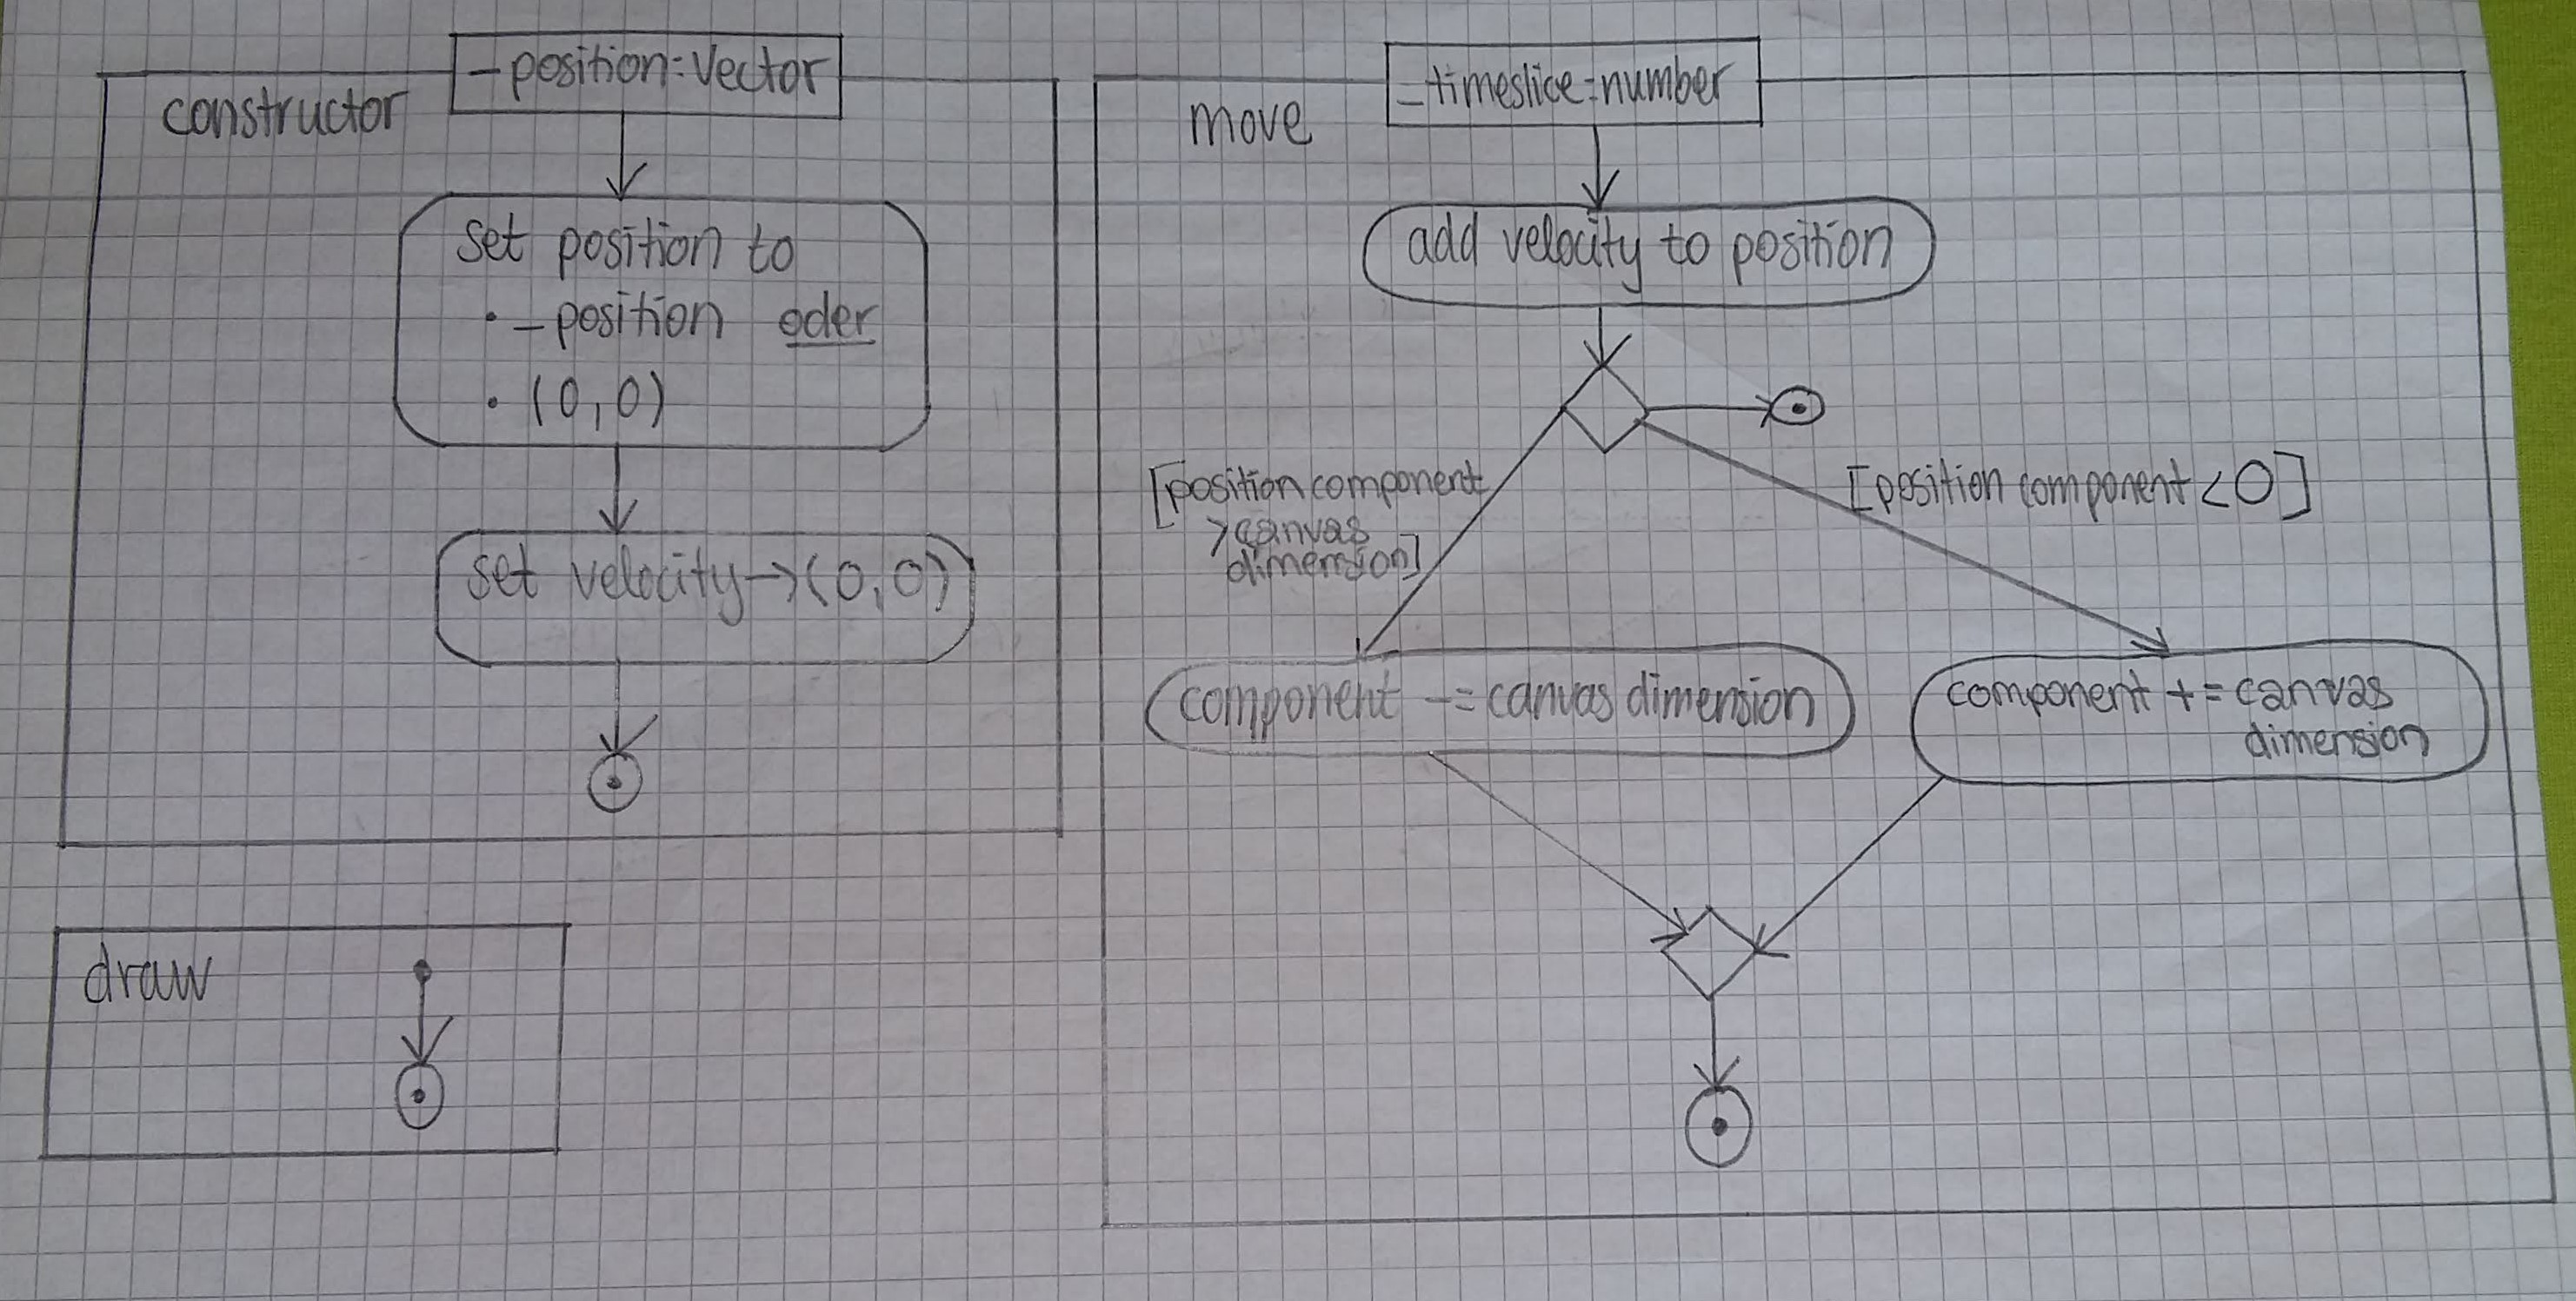 constructor
_position: Vector
set position to
• _position oder
• (0,0)
set velocity→(0,0)
draw
move
_timeslice: number
add velocity to position
[position component
>canvas
dimension]
[position component <0]
component -= canvas dimension
component += canvas
dimension